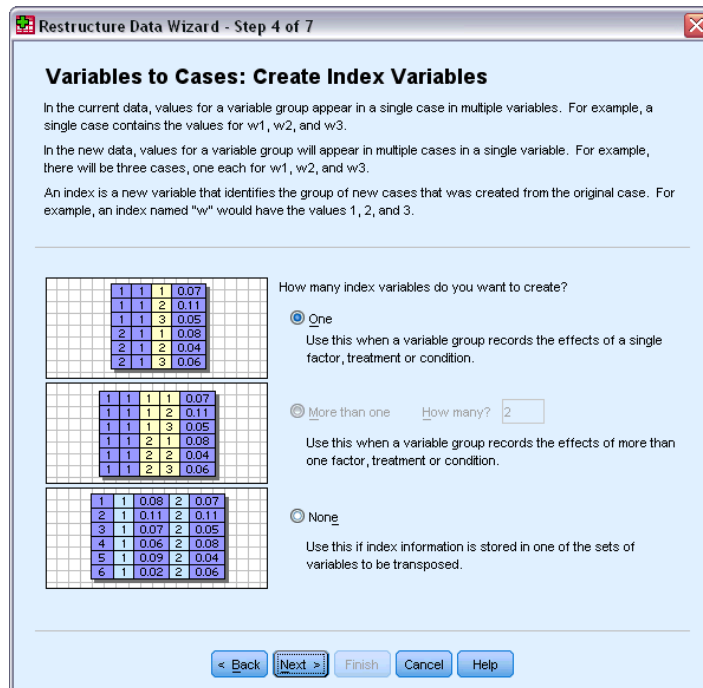 Restructure Data Wizard - Step 4 of 7
Variables to Cases: Create Index Variables
In the current data, values for a variable group appear in a single case in multiple variables. For example, a
single case contains the values for w1, w2, and w3.
In the new data, values for a variable group will appear in multiple cases in a single variable. For example,
there will be three cases, one each for w1, w2, and w3.
An index is a new variable that identifies the group of new cases that was created from the original case. For
example, an index named "w" would have the values 1, 2, and 3.
1 1 1 0.07
1 1 2 0.11
1 1 3 0.05
2 1 1 0.08
2 1 2 0.04
2 1 3 0.06
How many index variables do you want to create?
One
Use this when a variable group records the effects of a single
factor, treatment or condition.
1 1 1 1 0.07
1 1 1 2 0.11
1 1 1 3 0.05
1 1 2 1 0.08
1 1 2 2 0.04
1 1 2 3 0.06
More than one How many? 2
Use this when a variable group records the effects of more than
one factor, treatment or condition.
1 1 0.08 2 0.07
2 1 0.11 2 0.11
3 1 0.07 2 0.05
4 1 0.06 2 0.08
5 1 0.09 2 0.04
6 1 0.02 2 0.06
None
Use this if index information is stored in one of the sets of
variables to be transposed.
< Back Next > Finish Cancel Help